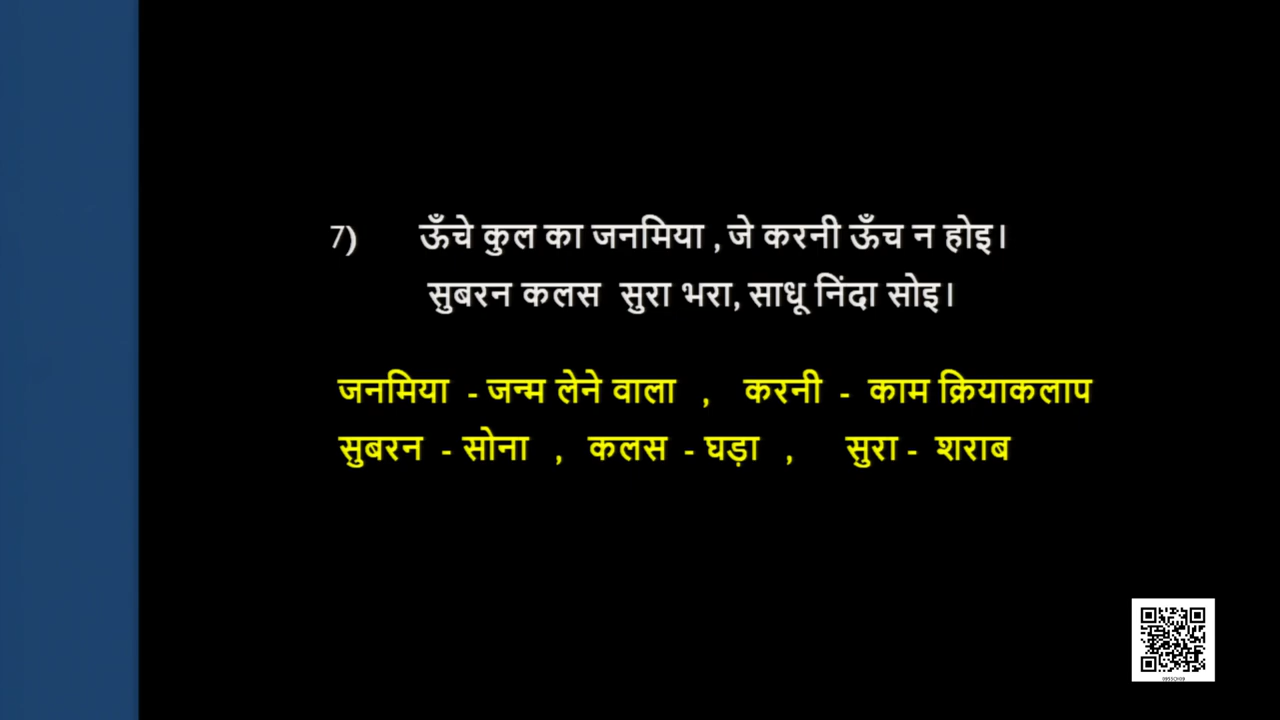 7) ऊँचे कुल का जनमिया , जे करनी ऊँच न होइ।
सुबरन कलस सुरा भरा, साधू निंदा सोइ।
जनमिया - जन्म लेने वाला , करनी - काम क्रियाकलाप
सुबरन - सोना , कलस - घड़ा , सुरा - शराब